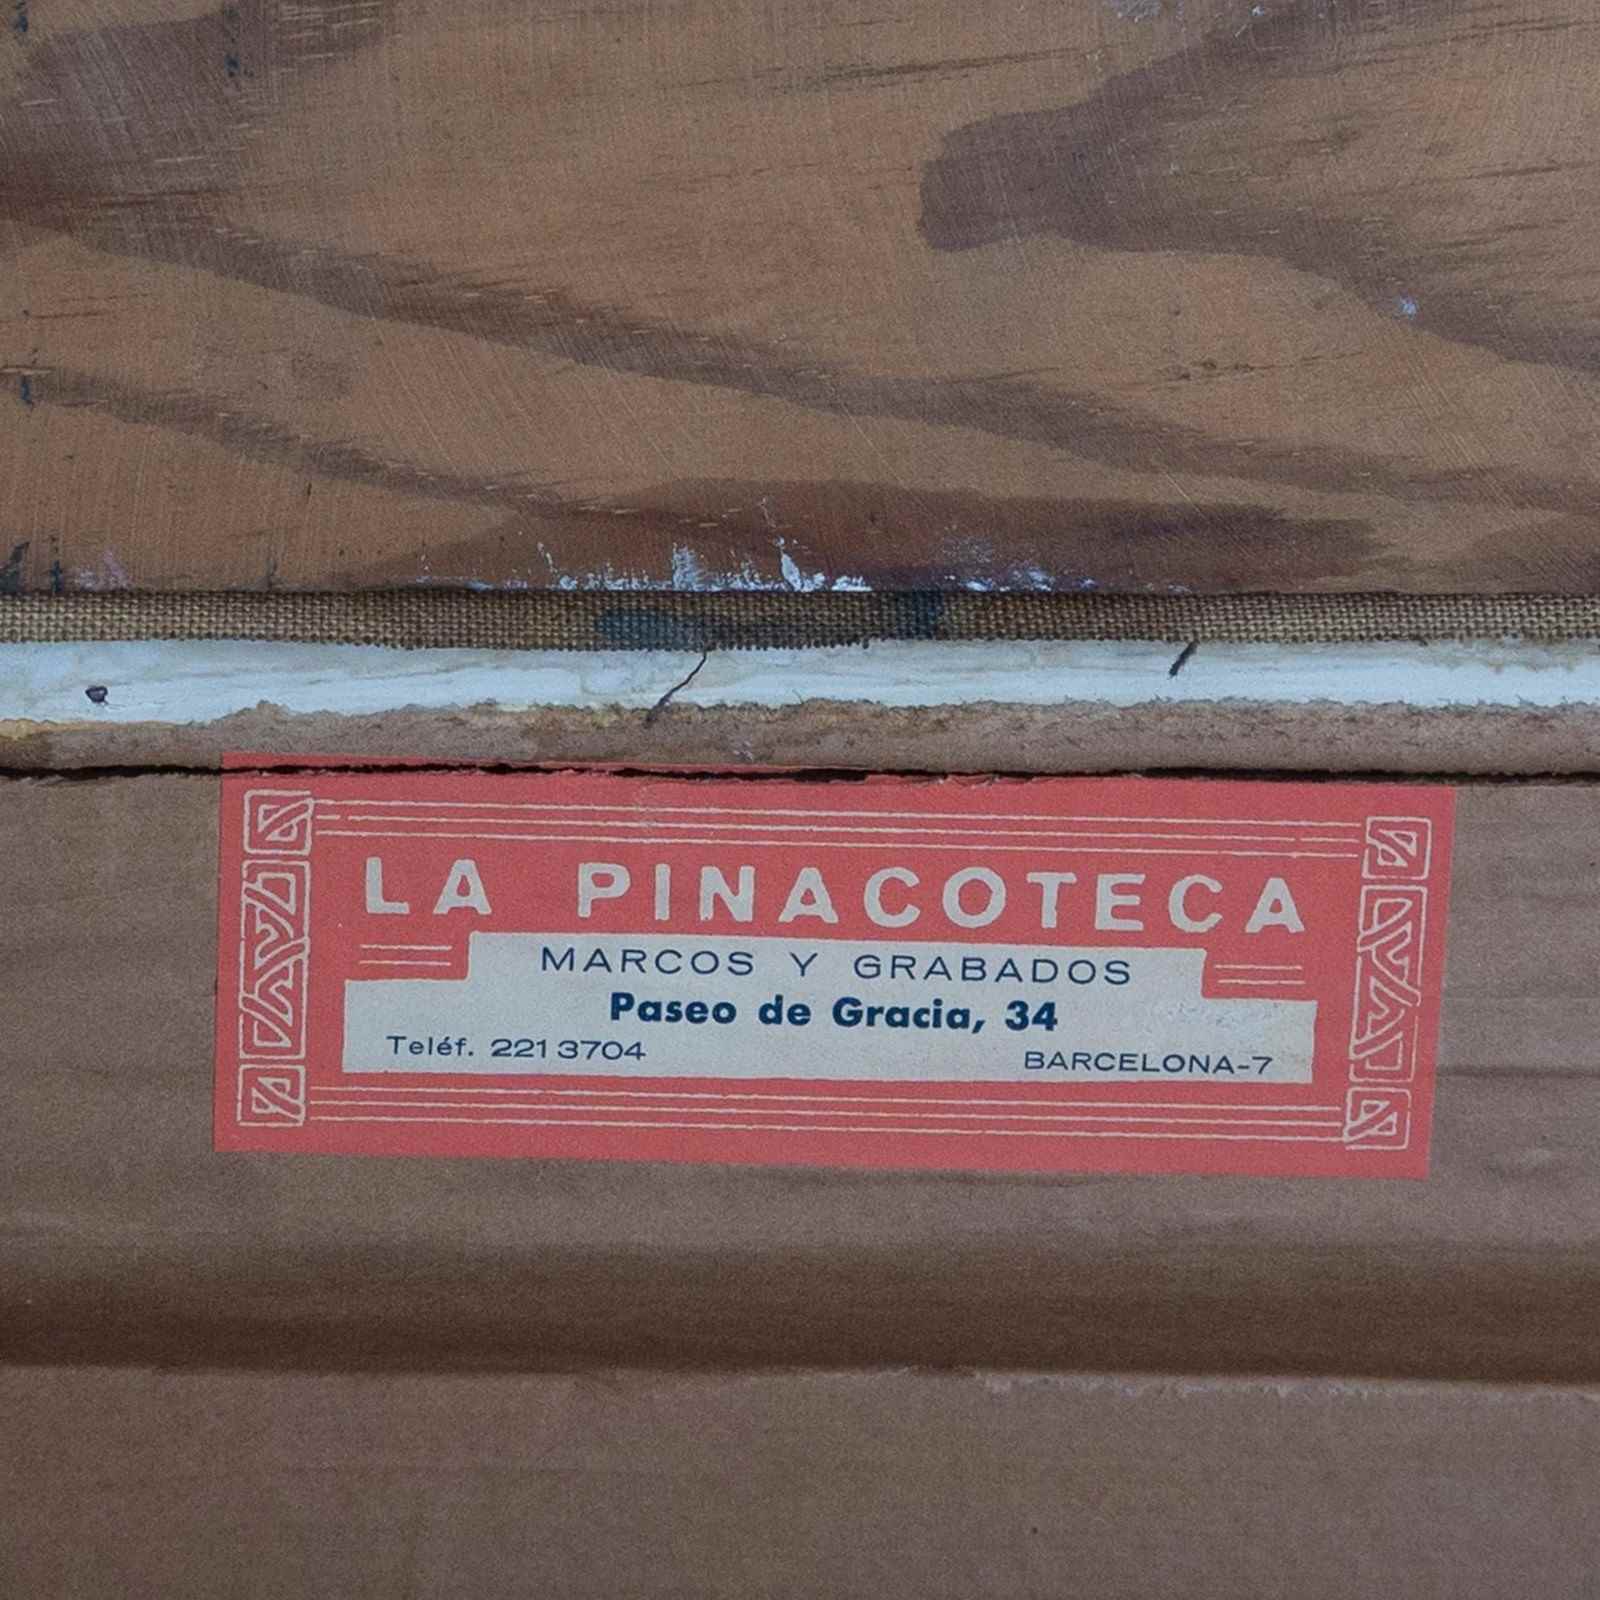 LA PINACOTECA
MARCOS Y GRABADOS
Paseo de Gracia, 34
Teléf. 221 3704 BARCELONA-7